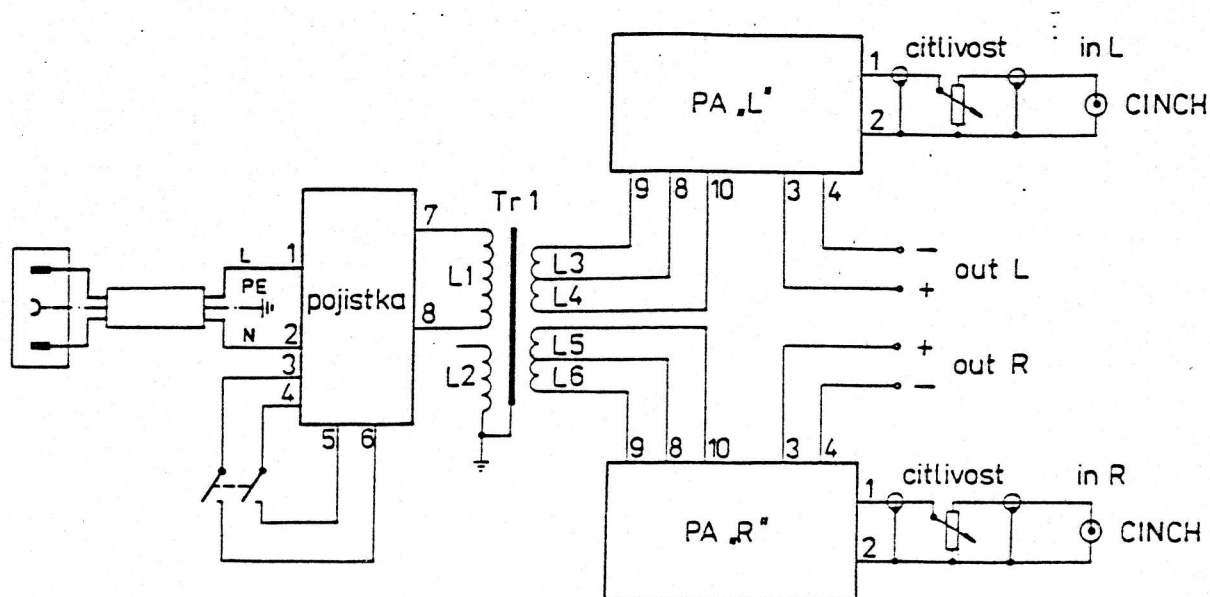 citlivost in L
1
PA „L" CINCH
2
9 8 10 3 4
Tr 1
7
L 1
PE
pojistka
N 2
8
3
4
5 6
L1
L2
L3
L4
L5
L6
− out L
+
+ out R
−
9 8 10 3 4
citlivost in R
1
PA „R" CINCH
2